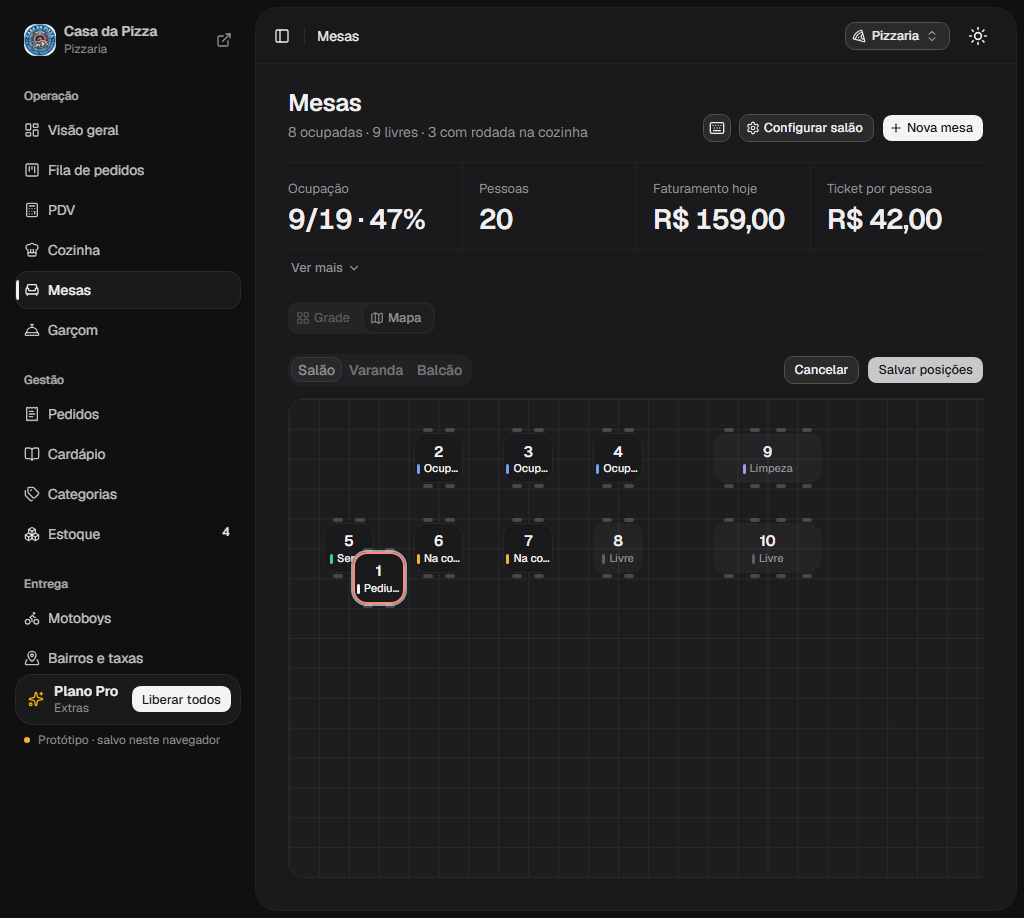 Casa da Pizza
Pizzaria
Operação
Visão geral
Fila de pedidos
PDV
Cozinha
Mesas
Garçom
Gestão
Pedidos
Cardápio
Categorias
Estoque 4
Entrega
Motoboys
Bairros e taxas
Plano Pro
Extras
Liberar todos
Protótipo · salvo neste navegador
Mesas
Pizzaria
Mesas
8 ocupadas · 9 livres · 3 com rodada na cozinha
Configurar salão
+ Nova mesa
Ocupação
9/19 · 47%
Pessoas
20
Faturamento hoje
R$ 159,00
Ticket por pessoa
R$ 42,00
Ver mais
Grade Mapa
Salão Varanda Balcão
Cancelar Salvar posições
2
Ocup...
3
Ocup...
4
Ocup...
9
Limpeza
5
6
Na co...
7
Na co...
8
Livre
10
Livre
1
Pediu...